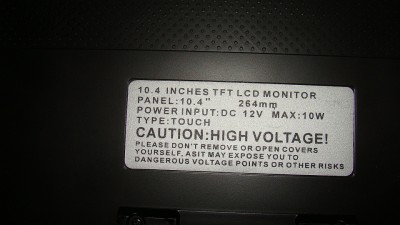 10.4 INCHES TFT LCD MONITOR
PANEL:10.4" 264mm
POWER INPUT:DC 12V MAX:10W
TYPE:TOUCH
CAUTION:HIGH VOLTAGE!
PLEASE DON'T REMOVE OR OPEN COVERS
YOURSELF, ASIT MAY EXPOSE YOU TO
DANGEROUS VOLTAGE POINTS OR OTHER RISKS